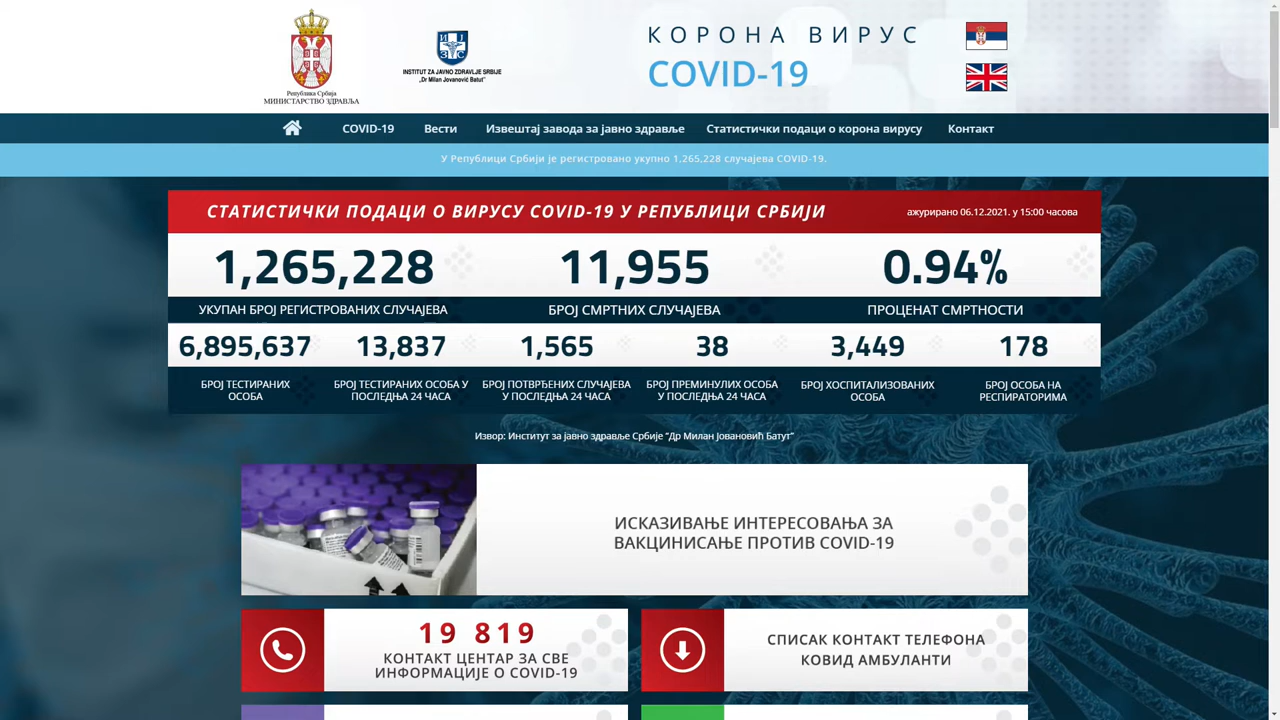 Република Србија
МИНИСТАРСТВО ЗДРАВЉА
ИЈЗС
INSTITUT ZA JAVNO ZDRAVLJE SRBIJE
„Dr Milan Jovanović Batut"
КОРОНА ВИРУС
COVID-19
COVID-19 Вести Извештај завода за јавно здравље Статистички подаци о корона вирусу Контакт
У Републици Србији је регистровано укупно 1,265,228 случајева COVID-19.
СТАТИСТИЧКИ ПОДАЦИ О ВИРУСУ COVID-19 У РЕПУБЛИЦИ СРБИЈИ
ажурирано 06.12.2021. у 15:00 часова
1,265,228 11,955 0.94%
УКУПАН БРОЈ РЕГИСТРОВАНИХ СЛУЧАЈЕВА БРОЈ СМРТНИХ СЛУЧАЈЕВА ПРОЦЕНАТ СМРТНОСТИ
6,895,637 13,837 1,565 38 3,449 178
БРОЈ ТЕСТИРАНИХ
ОСОБА
БРОЈ ТЕСТИРАНИХ ОСОБА У
ПОСЛЕДЊА 24 ЧАСА
БРОЈ ПОТВРЂЕНИХ СЛУЧАЈЕВА
У ПОСЛЕДЊА 24 ЧАСА
БРОЈ ПРЕМИНУЛИХ ОСОБА
У ПОСЛЕДЊА 24 ЧАСА
БРОЈ ХОСПИТАЛИЗОВАНИХ
ОСОБА
БРОЈ ОСОБА НА
РЕСПИРАТОРИМА
Извор: Институт за јавно здравље Србије “Др Милан Јовановић Батут”
ИСКАЗИВАЊЕ ИНТЕРЕСОВАЊА ЗА
ВАКЦИНИСАЊЕ ПРОТИВ COVID-19
19 819
КОНТАКТ ЦЕНТАР ЗА СВЕ
ИНФОРМАЦИЈЕ О COVID-19
СПИСАК КОНТАКТ ТЕЛЕФОНА
КОВИД АМБУЛАНТИ